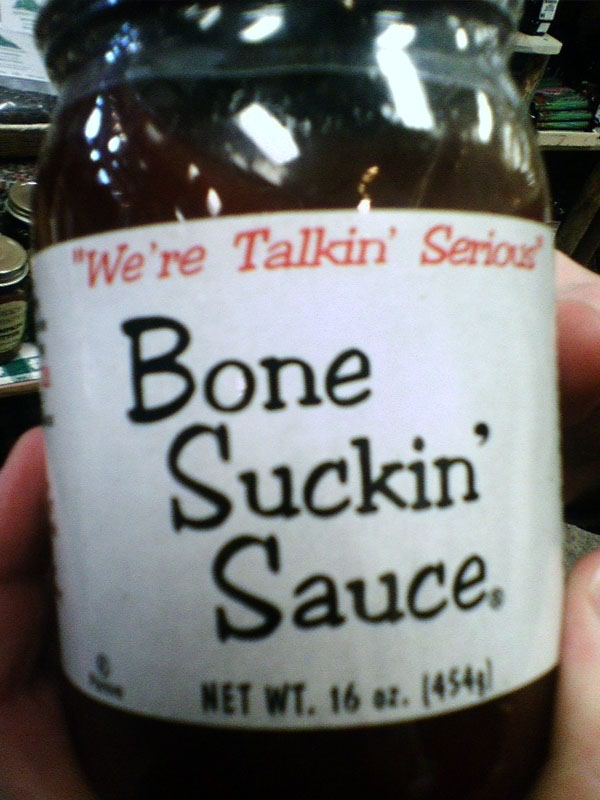 "We're Talkin' Serious"
Bone
Suckin'
Sauce®
NET WT. 16 oz. (454g)